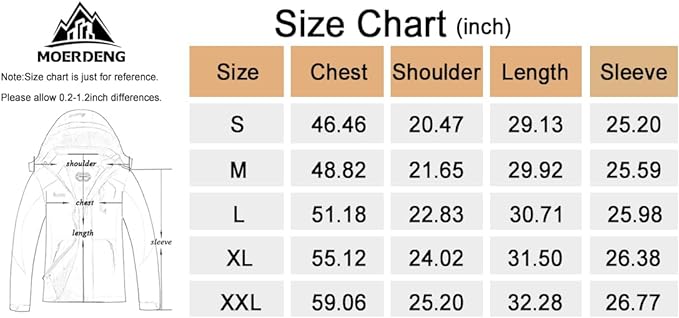 MOERDENG
Note:Size chart is just for reference.
Please allow 0.2-1.2inch differences.
shoulder
chest
length
sleeve
Size Chart (inch)
Size Chest Shoulder Length Sleeve
S 46.46 20.47 29.13 25.20
M 48.82 21.65 29.92 25.59
L 51.18 22.83 30.71 25.98
XL 55.12 24.02 31.50 26.38
XXL 59.06 25.20 32.28 26.77